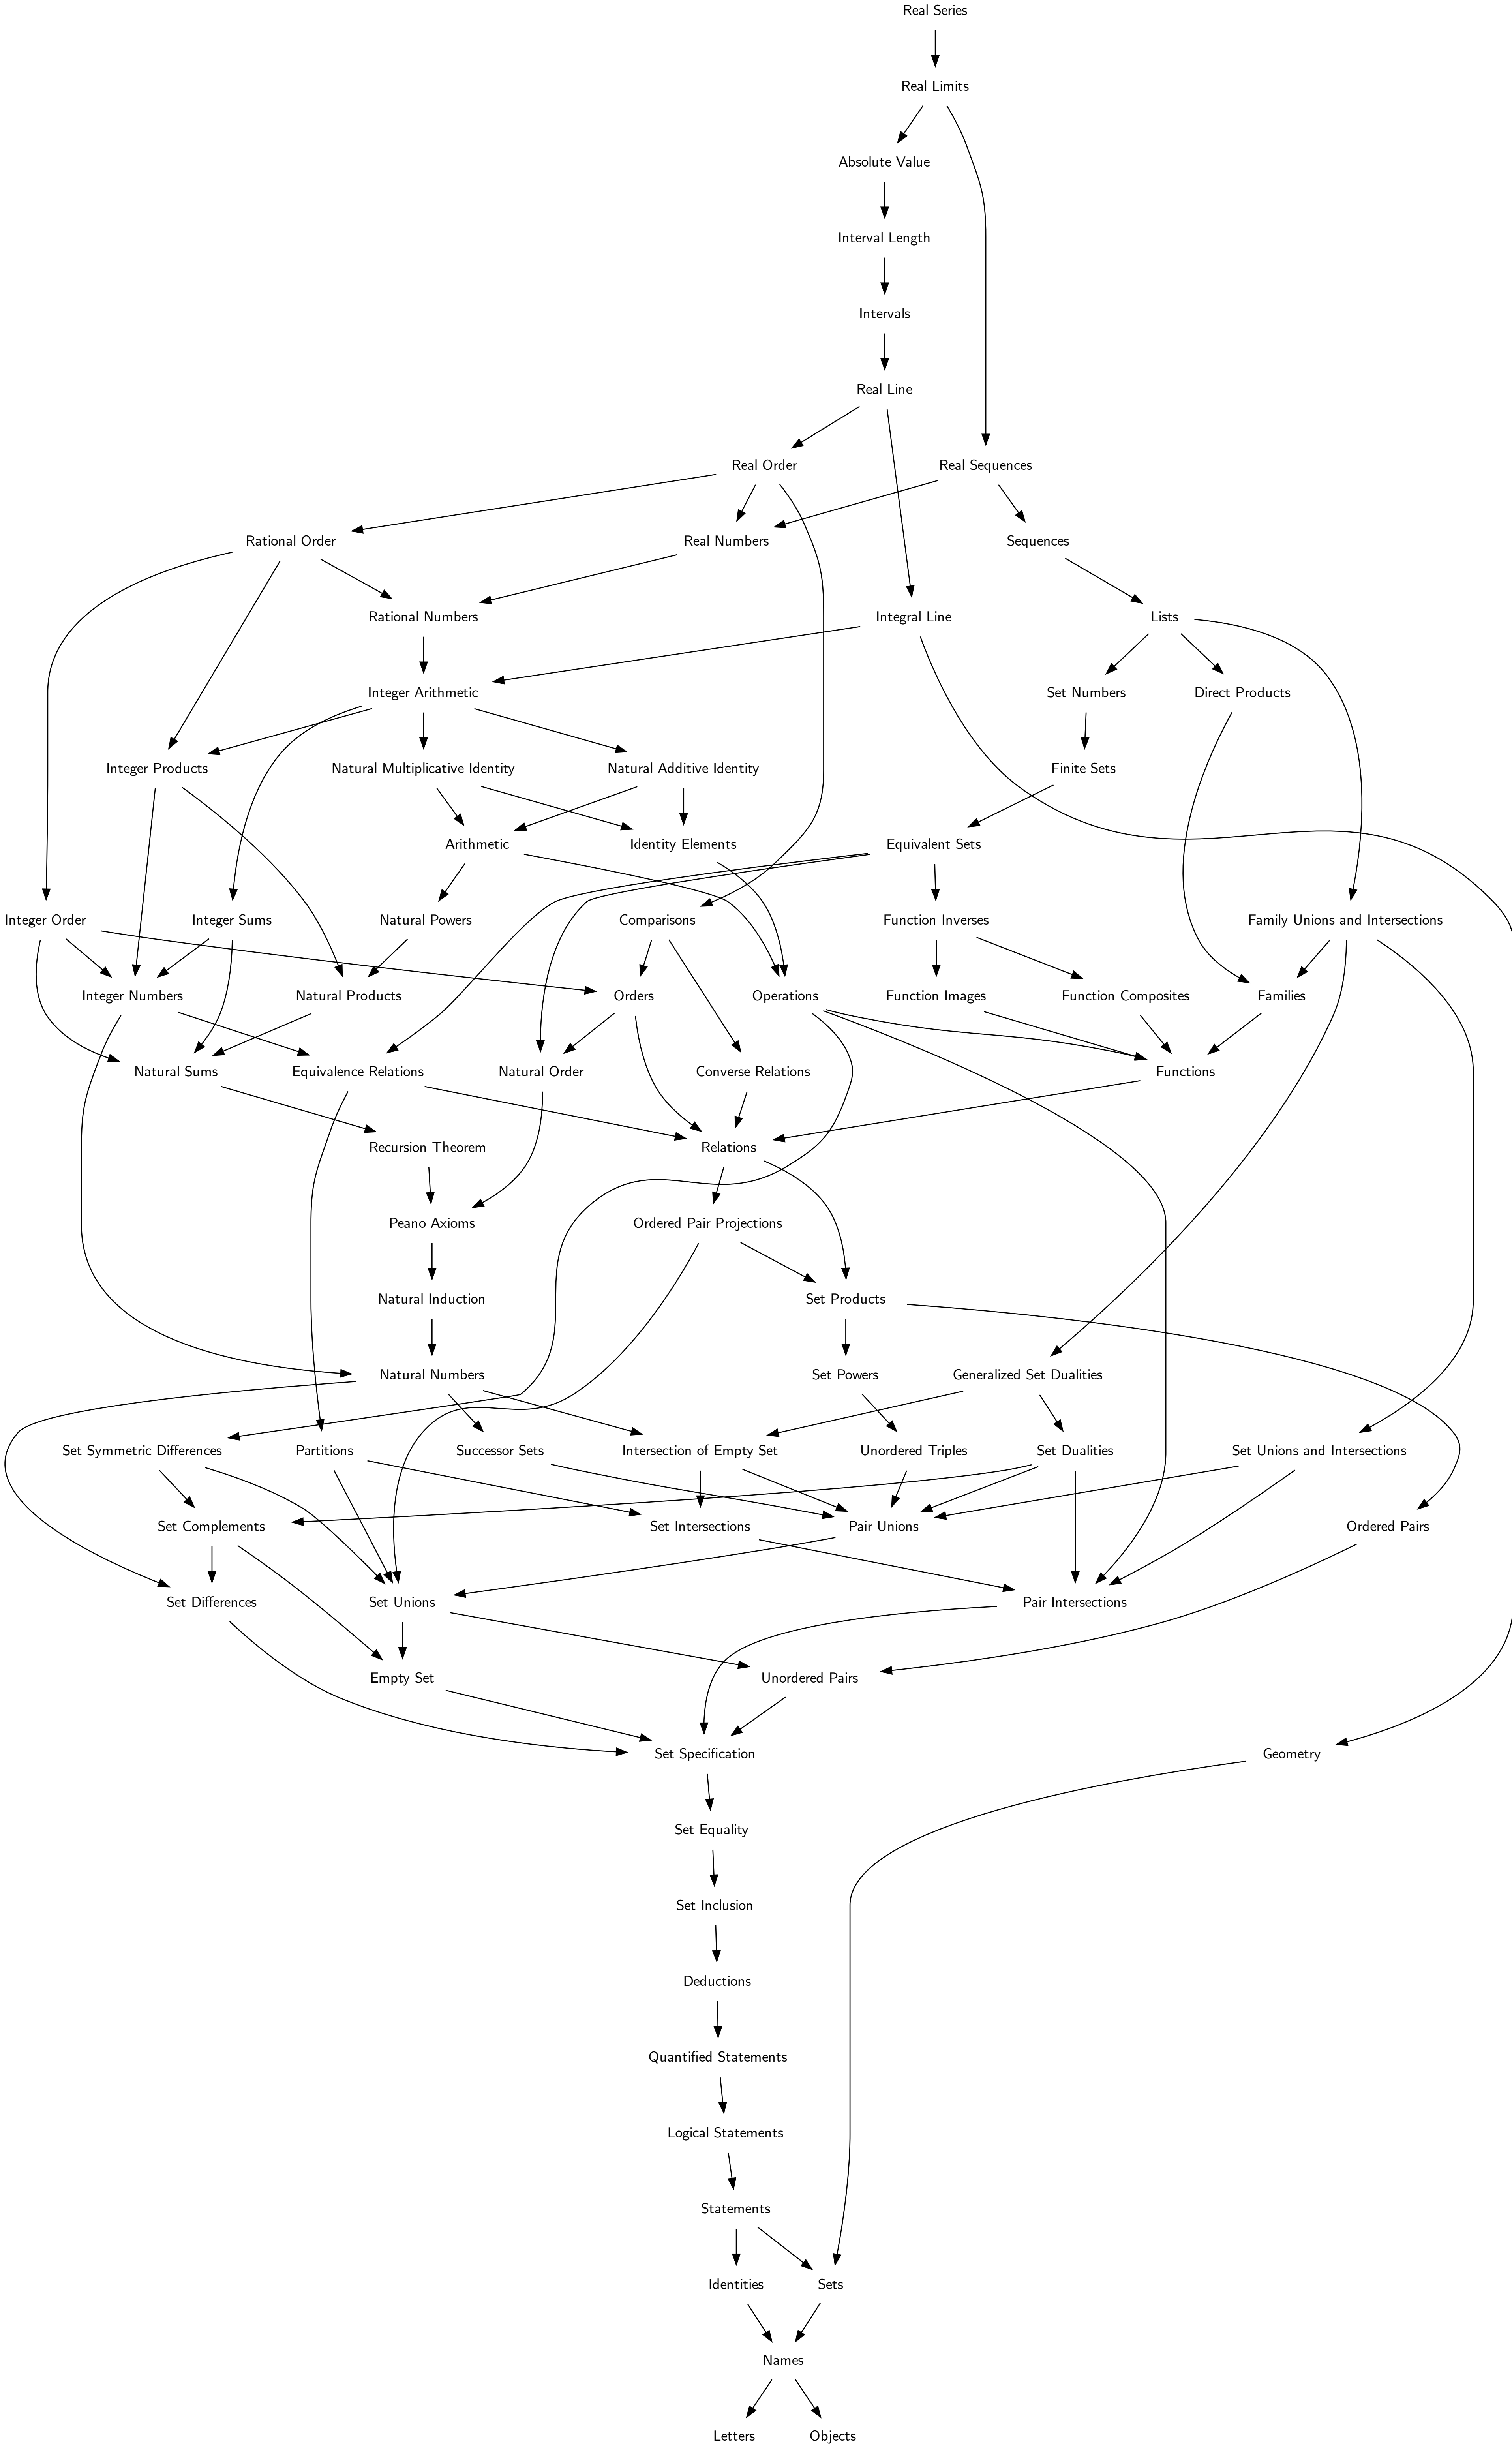 Real Series
Real Limits
Absolute Value
Interval Length
Intervals
Real Line
Real Order
Real Sequences
Rational Order
Real Numbers
Sequences
Rational Numbers
Integral Line
Lists
Integer Arithmetic
Set Numbers
Direct Products
Integer Products
Natural Multiplicative Identity
Natural Additive Identity
Finite Sets
Arithmetic
Identity Elements
Equivalent Sets
Integer Order
Integer Sums
Natural Powers
Comparisons
Function Inverses
Family Unions and Intersections
Integer Numbers
Natural Products
Orders
Operations
Function Images
Function Composites
Families
Natural Sums
Equivalence Relations
Natural Order
Converse Relations
Functions
Recursion Theorem
Relations
Peano Axioms
Ordered Pair Projections
Natural Induction
Set Products
Natural Numbers
Set Powers
Generalized Set Dualities
Set Symmetric Differences
Partitions
Successor Sets
Intersection of Empty Set
Unordered Triples
Set Dualities
Set Unions and Intersections
Set Complements
Set Intersections
Pair Unions
Ordered Pairs
Set Differences
Set Unions
Pair Intersections
Empty Set
Unordered Pairs
Set Specification
Geometry
Set Equality
Set Inclusion
Deductions
Quantified Statements
Logical Statements
Statements
Identities
Sets
Names
Letters
Objects